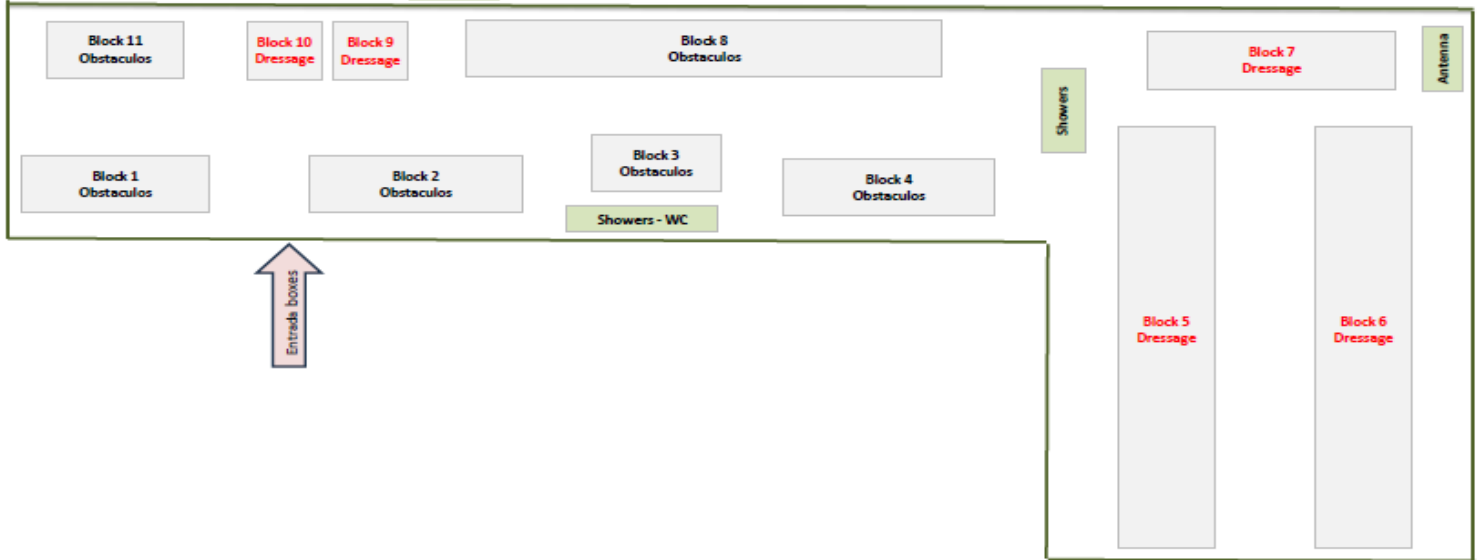 Block 11
Obstaculos
Block 10
Dressage
Block 9
Dressage
Block 8
Obstaculos
Block 7
Dressage
Antenna
Showers
Block 1
Obstaculos
Block 2
Obstaculos
Block 3
Obstaculos
Block 4
Obstaculos
Showers - WC
Entrada boxes
Block 5
Dressage
Block 6
Dressage